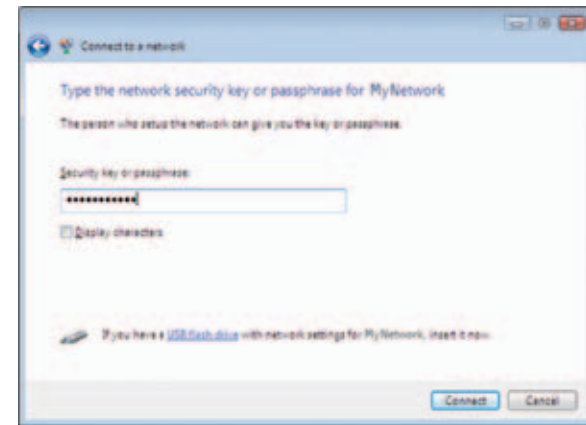 Connect to a network
Type the network security key or passphrase for MyNetwork
The person who setup the network can give you the key or passphrase.
Security key or passphrase:
•••••••••••
Display characters
If you have a USB flash drive with network settings for MyNetwork, insert it now.
Connect Cancel